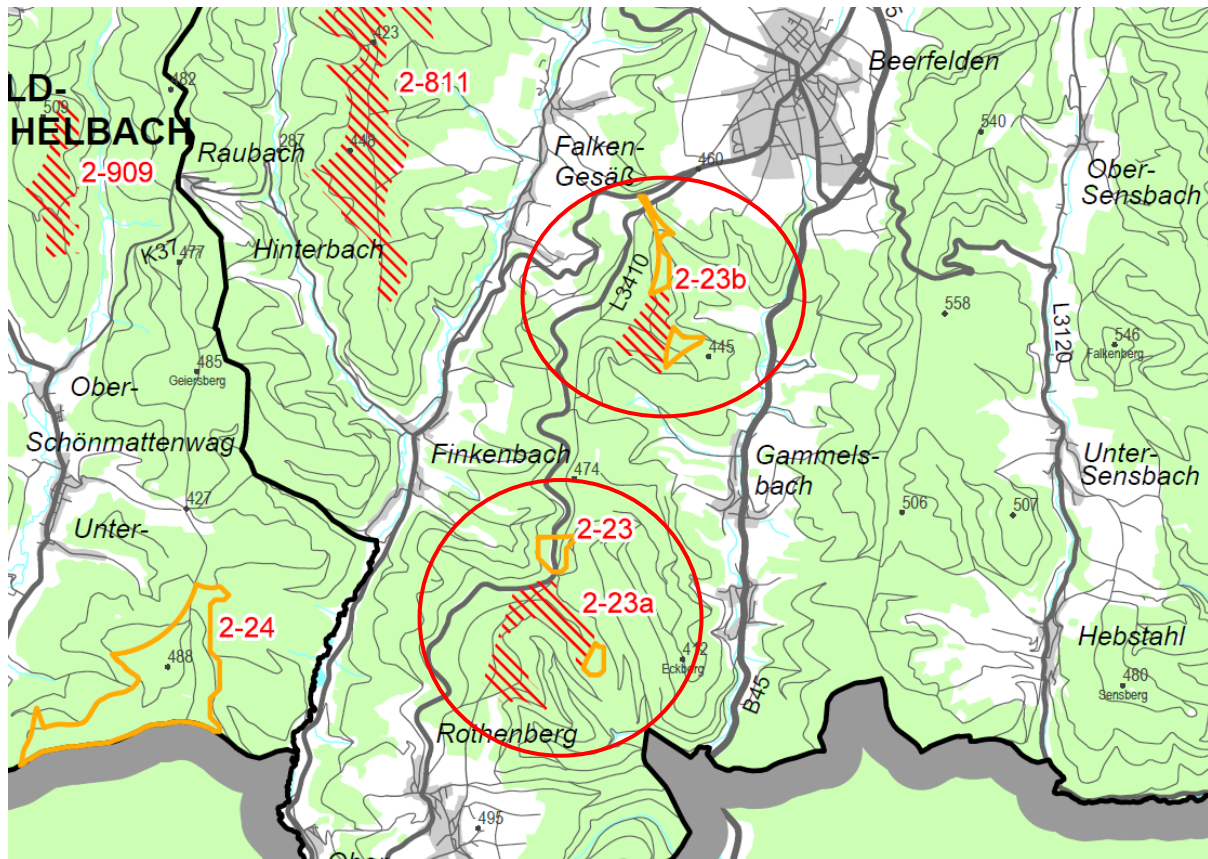 423
5
Beerfelden
LD-
482
2-811
509
HELBACH
540
448
287
Falken-
Gesäß
460
Ober-
Sensbach
Raubach
2-909
K37
477
Hinterbach
L3410
2-23b
558
L3120
546
Falkenberg
445
485
Geiersberg
Ober-
Schönmattenwag
Finkenbach
474
Gammels-
bach
Unter-
Sensbach
427
506
507
Unter-
2-23
2-23a
2-24
488
412
Eckberg
Hebstahl
480
Sensberg
B45
Rothenberg
495
Ober-